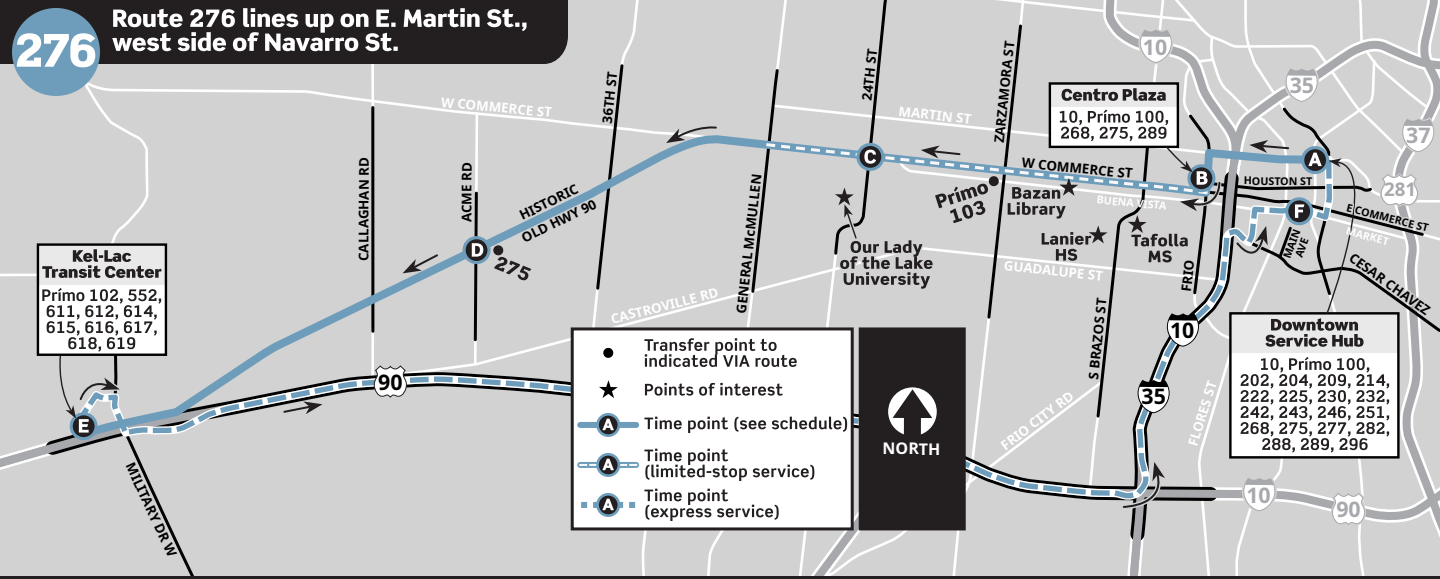 276
Route 276 lines up on E. Martin St.,
west side of Navarro St.
W COMMERCE ST
36TH ST
24TH ST
ZARZAMORA ST
MARTIN ST
10
35
37
281
Centro Plaza
10, Prímo 100,
268, 275, 289
CALLAGHAN RD
ACME RD
HISTORIC
OLD HWY 90
GENERAL McMULLEN
C
W COMMERCE ST
B
A
HOUSTON ST
BUENA VISTA
Prímo
103
Bazan
Library
Lanier
HS
Tafolla
MS
F
E COMMERCE ST
MARKET
MAIN
AVE
CESAR CHAVEZ
FRIO
D
275
Our Lady
of the Lake
University
GUADALUPE ST
CASTROVILLE RD
S BRAZOS ST
Kel-Lac
Transit Center
Prímo 102, 552,
611, 612, 614,
615, 616, 617,
618, 619
E
MILITARY DR W
90
Transfer point to
indicated VIA route
Points of interest
A
Time point (see schedule)
A
Time point
(limited-stop service)
A
Time point
(express service)
NORTH
10
35
FRIO CITY RD
FLORES ST
Downtown
Service Hub
10, Prímo 100,
202, 204, 209, 214,
222, 225, 230, 232,
242, 243, 246, 251,
268, 275, 277, 282,
288, 289, 296
10
90